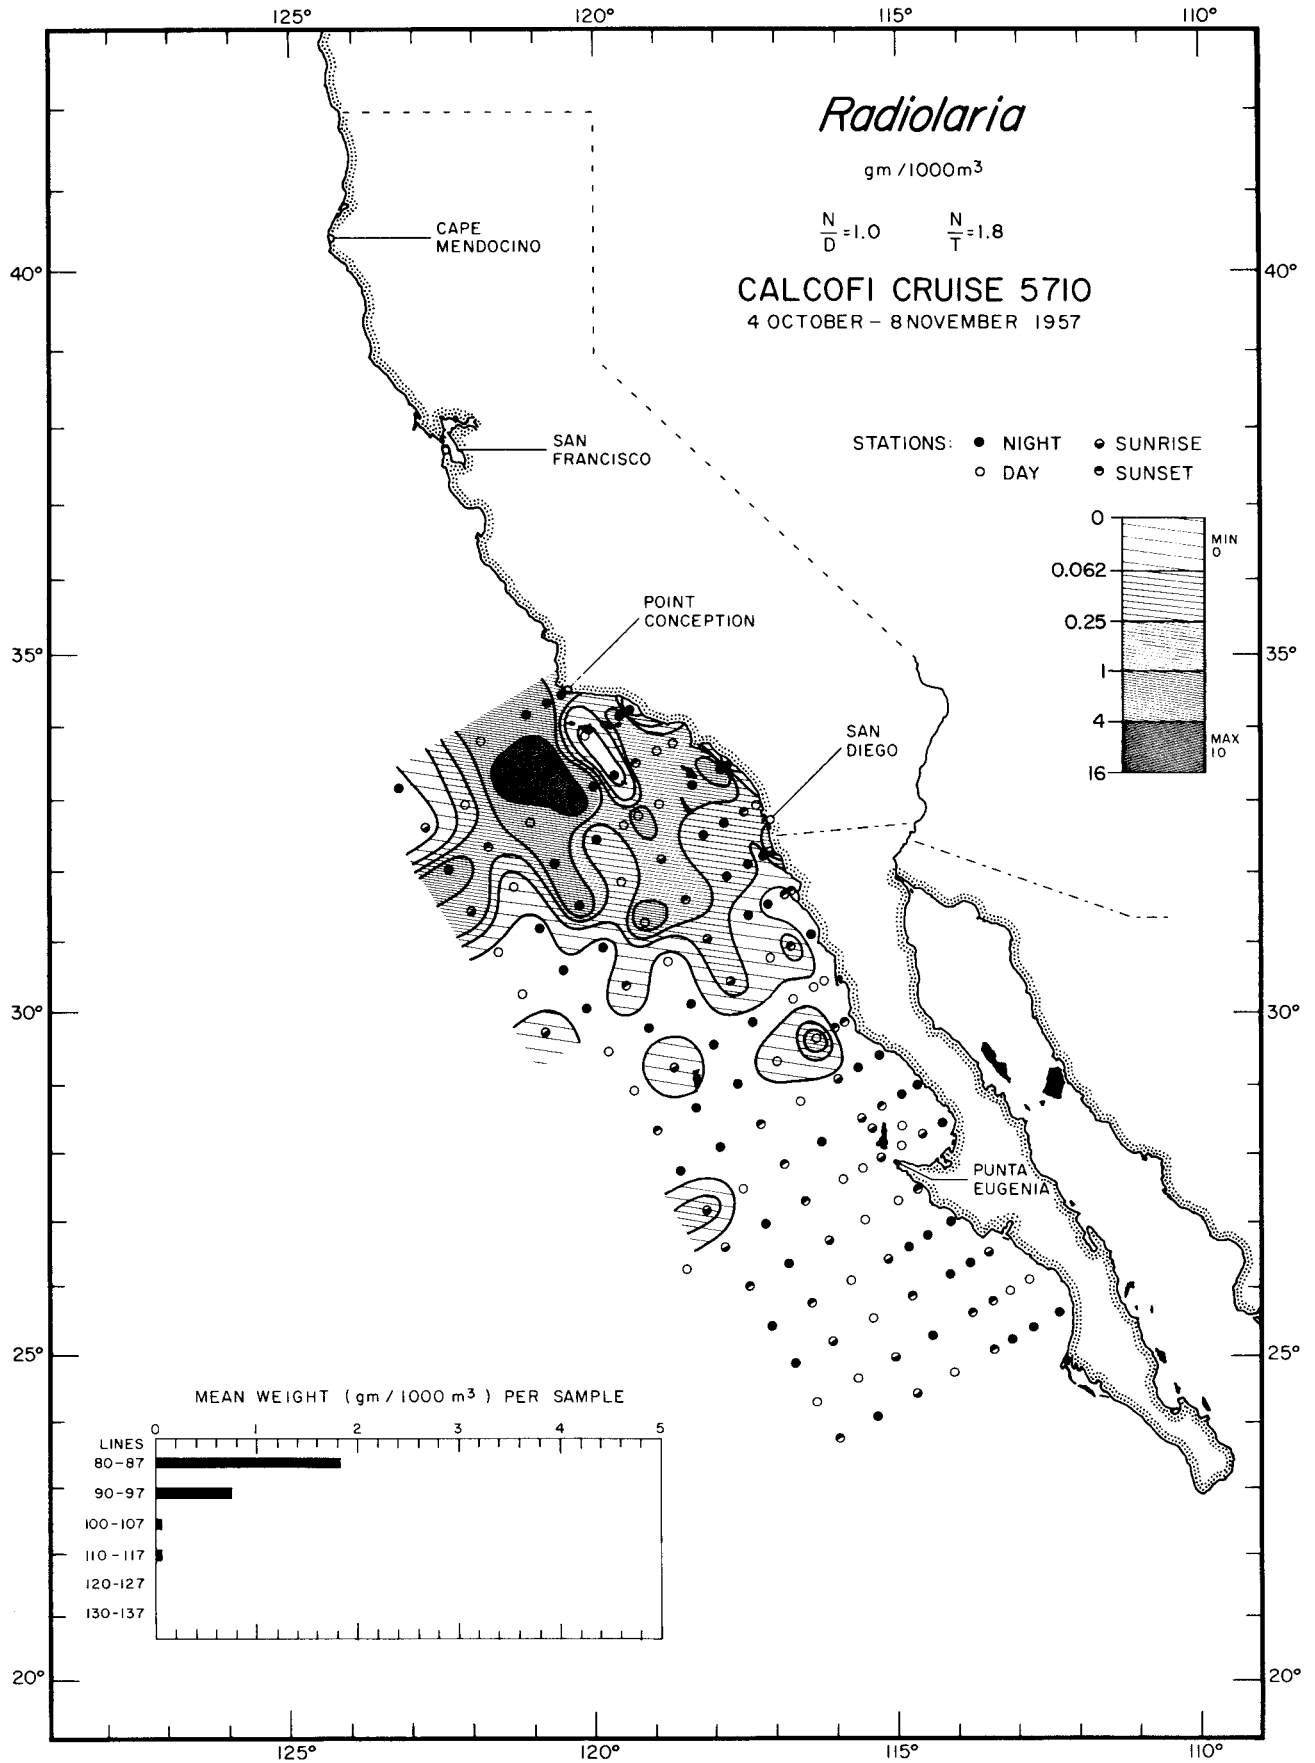 125° 120° 115° 110°
Radiolaria
gm /1000m³
N/D =1.0 N/T =1.8
CALCOFI CRUISE 5710
4 OCTOBER – 8 NOVEMBER 1957
CAPE
MENDOCINO
40° 40°
SAN
FRANCISCO
STATIONS: NIGHT SUNRISE
DAY SUNSET
0
MIN
0
0.062
0.25
1
4
MAX
10
16
POINT
CONCEPTION
35° 35°
SAN
DIEGO
30° 30°
PUNTA
EUGENIA
25° 25°
MEAN WEIGHT ( gm / 1000 m³ ) PER SAMPLE
0 1 2 3 4 5
LINES
80-87
90-97
100-107
110-117
120-127
130-137
20° 20°
125° 120° 115° 110°